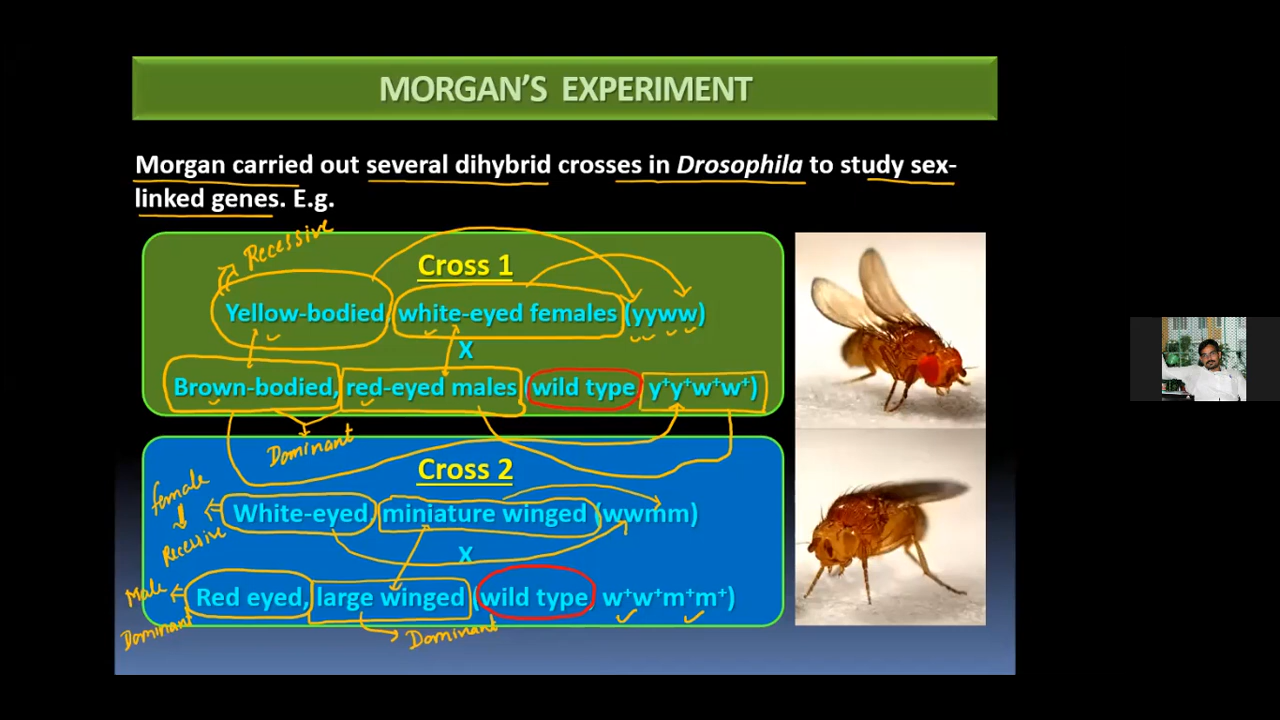 MORGAN'S EXPERIMENT
Morgan carried out several dihybrid crosses in Drosophila to study sex-
linked genes. E.g.
Recessive
Cross 1
Yellow-bodied, white-eyed females (yyww)
X
Brown-bodied, red-eyed males (wild type y⁺y⁺w⁺w⁺)
Dominant
Cross 2
female
Recessive
White-eyed, miniature winged (wwmm)
X
Male
Dominant
Red eyed, large winged (wild type, w⁺w⁺m⁺m⁺)
Dominant